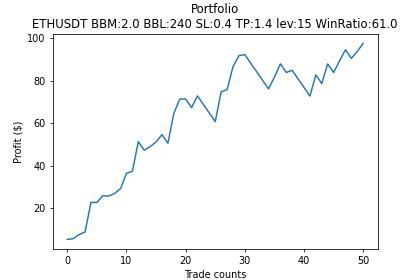 Portfolio
ETHUSDT BBM:2.0 BBL:240 SL:0.4 TP:1.4 lev:15 WinRatio:61.0
100
80
60
40
20
Profit ($)
0 10 20 30 40 50
Trade counts